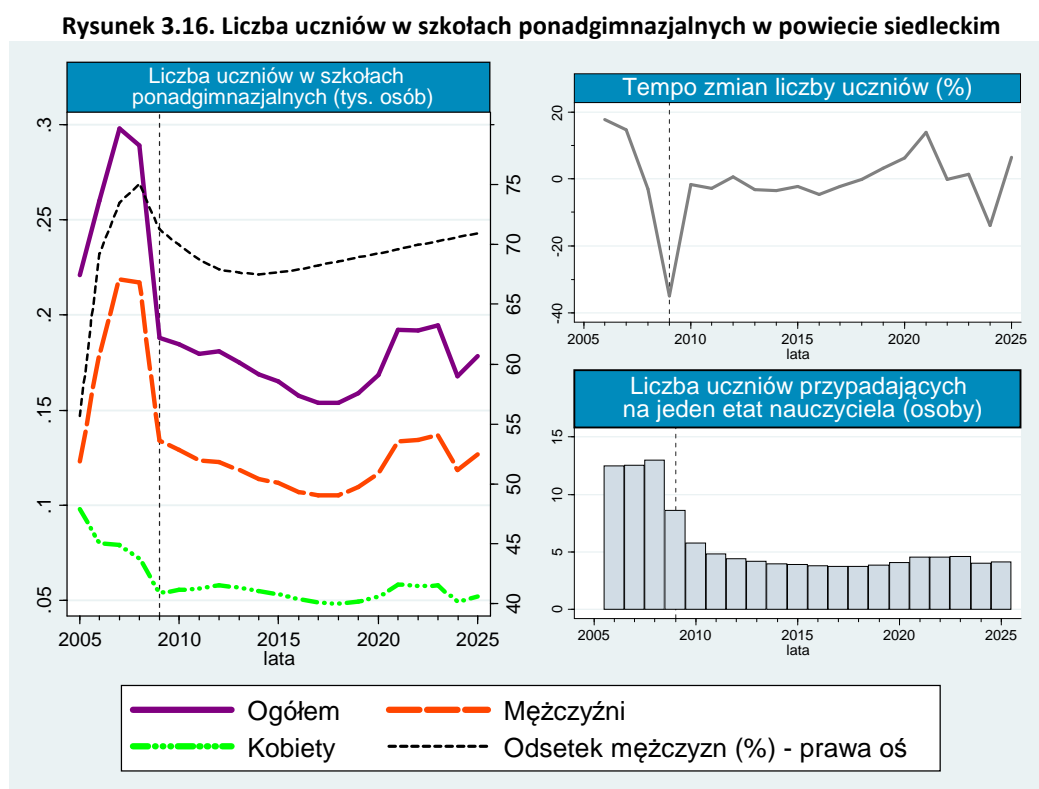 Rysunek 3.16. Liczba uczniów w szkołach ponadgimnazjalnych w powiecie siedleckim
Liczba uczniów w szkołach
ponadgimnazjalnych (tys. osób)
.3
.25
.2
.15
.1
.05
75
70
65
60
55
50
45
40
2005
2010
2015
2020
2025
lata
Tempo zmian liczby uczniów (%)
20
0
-20
-40
2005
2010
2015
2020
2025
lata
Liczba uczniów przypadających
na jeden etat nauczyciela (osoby)
15
10
5
0
2005
2010
2015
2020
2025
lata
Ogółem
Mężczyźni
Kobiety
Odsetek mężczyzn (%) - prawa oś